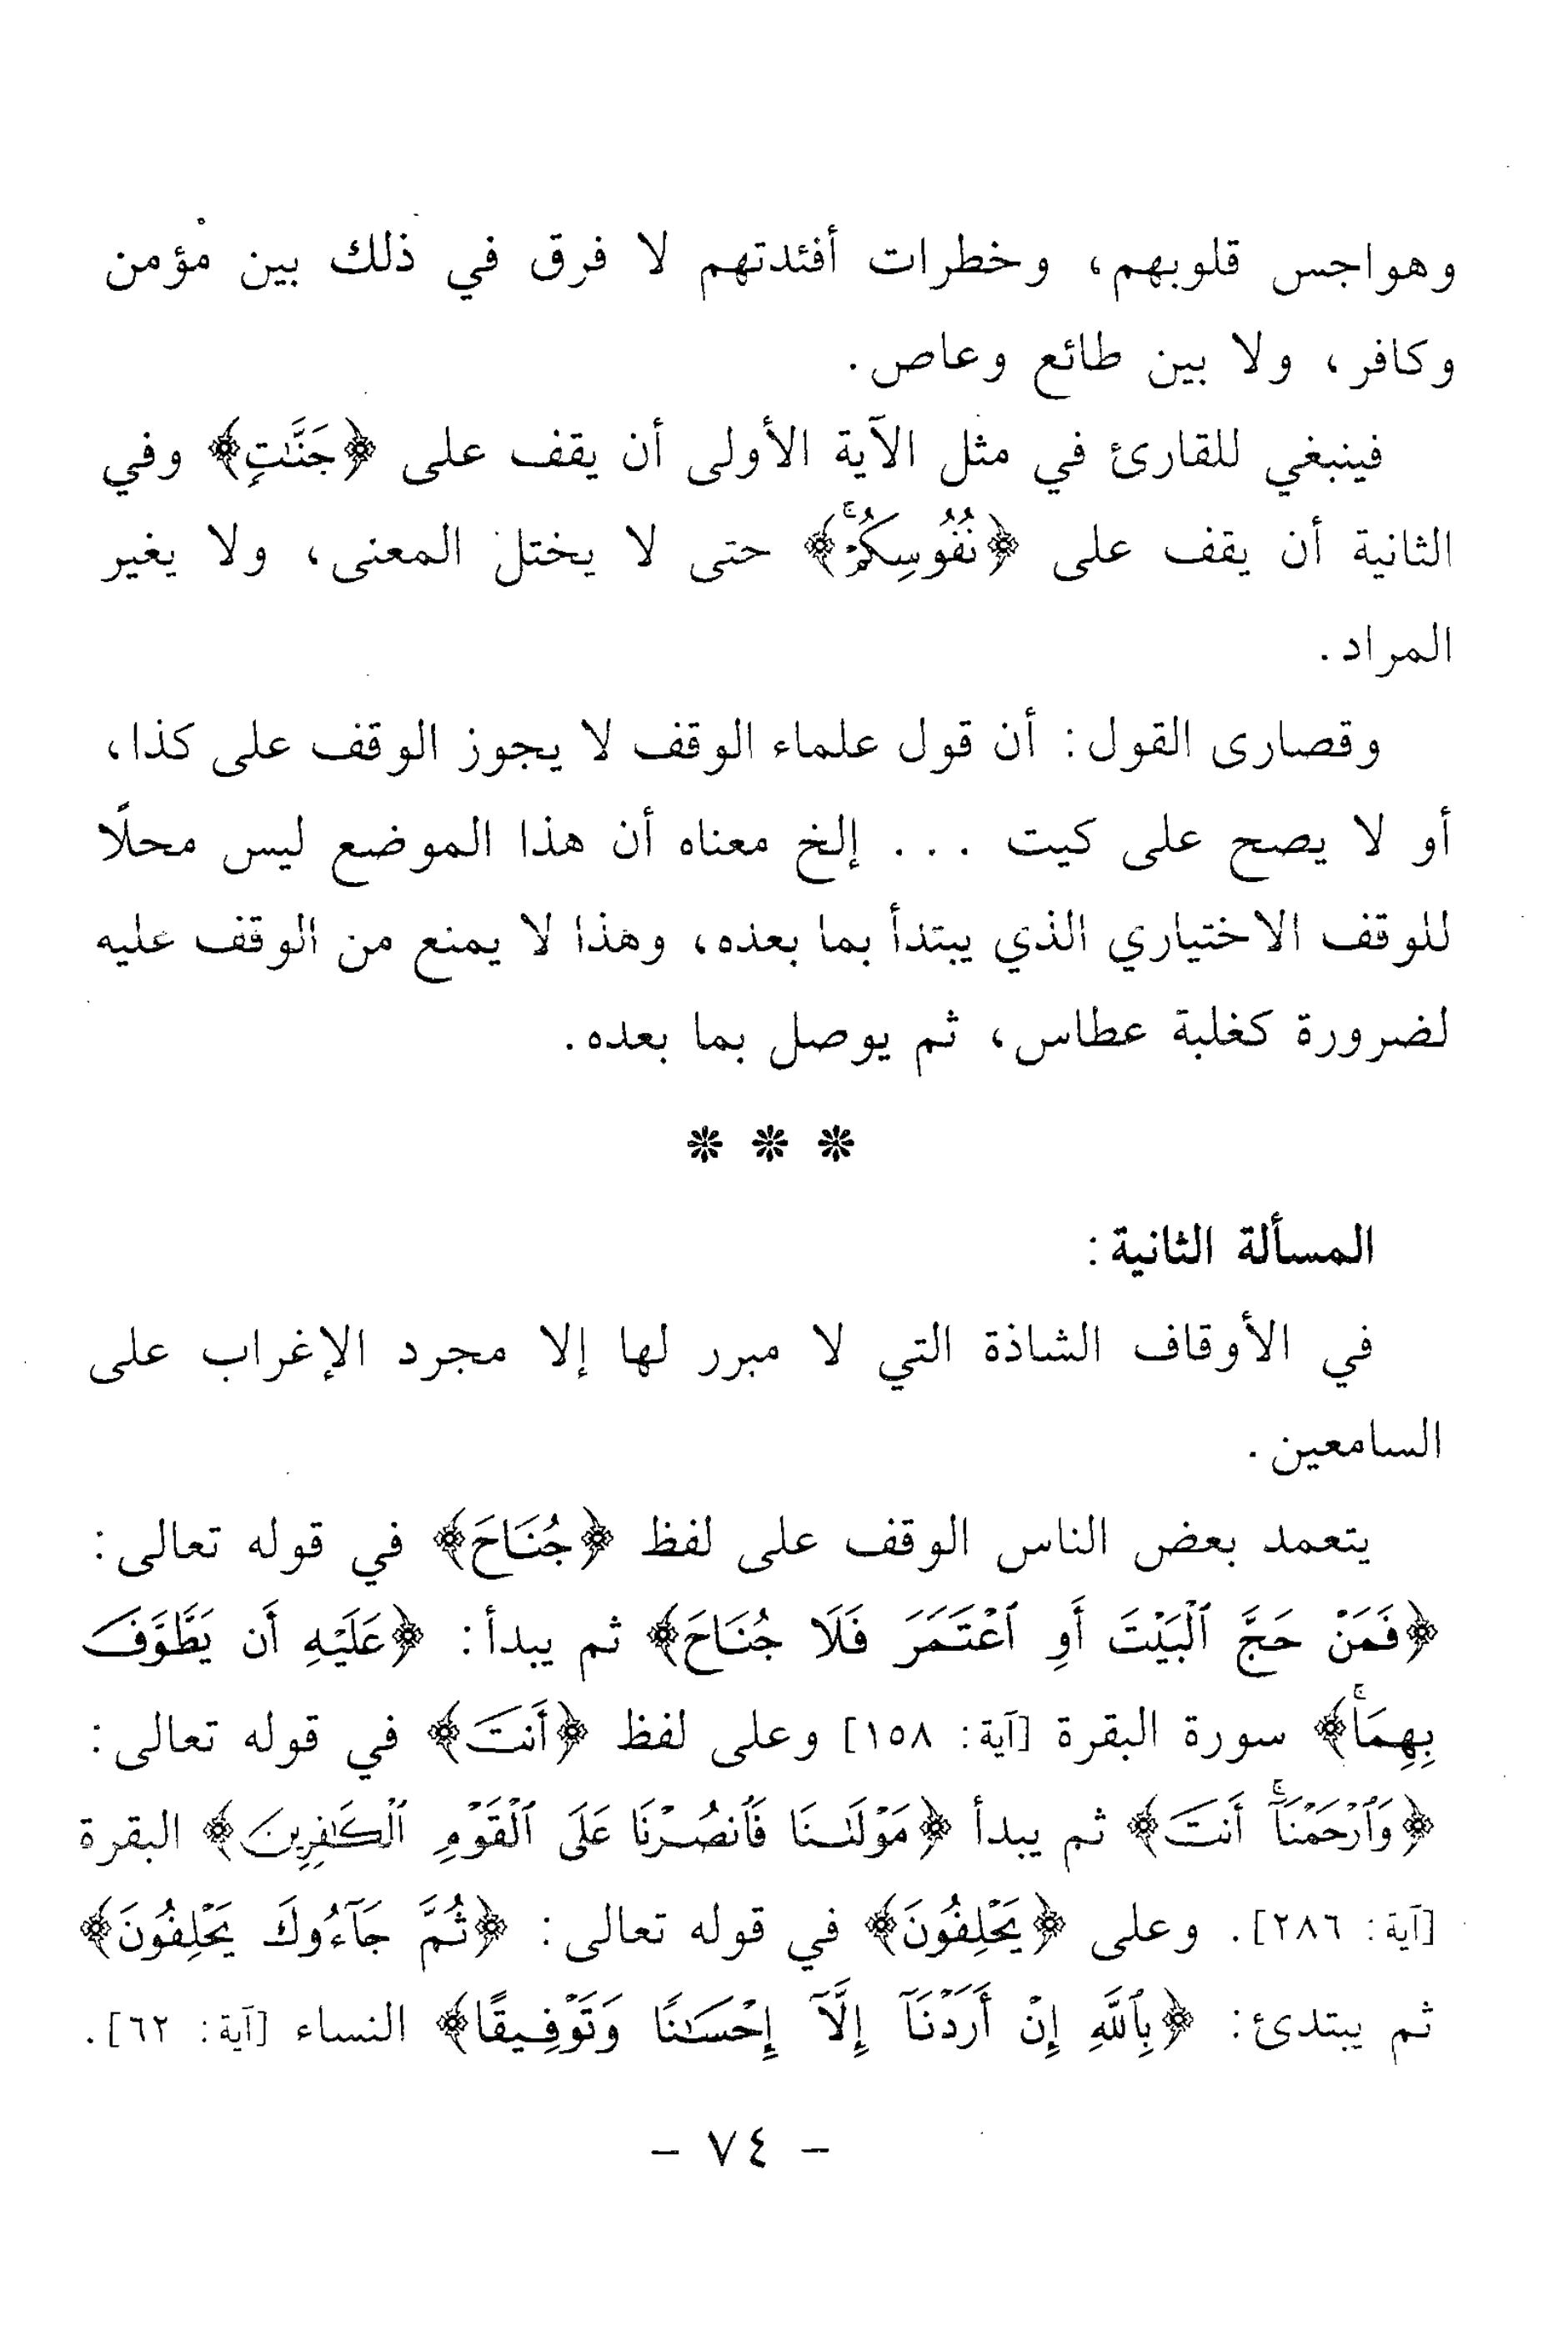 وهواجس قلوبهم، وخطرات أفئدتهم لا فرق في ذلك بين مؤمن
وكافر، ولا بين طائع وعاص.
فينبغي للقارئ في مثل الآية الأولى أن يقف على ﴿جَنَّٰتٍ﴾ وفي
الثانية أن يقف على ﴿نُفُوسِكُمۡۚ﴾ حتى لا يختل المعنى، ولا يغير
المراد.
وقصارى القول: أن قول علماء الوقف لا يجوز الوقف على كذا،
أو لا يصح على كيت . . . إلخ معناه أن هذا الموضع ليس محلًا
للوقف الاختياري الذي يبتدأ بما بعده، وهذا لا يمنع من الوقف عليه
لضرورة كغلبة عطاس، ثم يوصل بما بعده.
* * *
المسألة الثانية:
في الأوقاف الشاذة التي لا مبرر لها إلا مجرد الإغراب على
السامعين.
يتعمد بعض الناس الوقف على لفظ ﴿جُنَاحَ﴾ في قوله تعالى:
﴿فَمَنۡ حَجَّ ٱلۡبَيۡتَ أَوِ ٱعۡتَمَرَ فَلَا جُنَاحَ﴾ ثم يبدأ: ﴿عَلَيۡهِ أَن يَطَّوَّفَ
بِهِمَاۚ﴾ سورة البقرة [آية: ١٥٨] وعلى لفظ ﴿أَنتَ﴾ في قوله تعالى:
﴿وَٱرۡحَمۡنَآۚ أَنتَ﴾ ثم يبدأ ﴿مَوۡلَىٰنَا فَٱنصُرۡنَا عَلَى ٱلۡقَوۡمِ ٱلۡكَٰفِرِينَ﴾ البقرة
[آية: ٢٨٦]. وعلى ﴿يَحۡلِفُونَ﴾ في قوله تعالى: ﴿ثُمَّ جَآءُوكَ يَحۡلِفُونَ﴾
ثم يبتدئ: ﴿بِٱللَّهِ إِنۡ أَرَدۡنَآ إِلَّآ إِحۡسَٰنٗا وَتَوۡفِيقًا﴾ النساء [آية: ٦٢].
- ٧٤ -